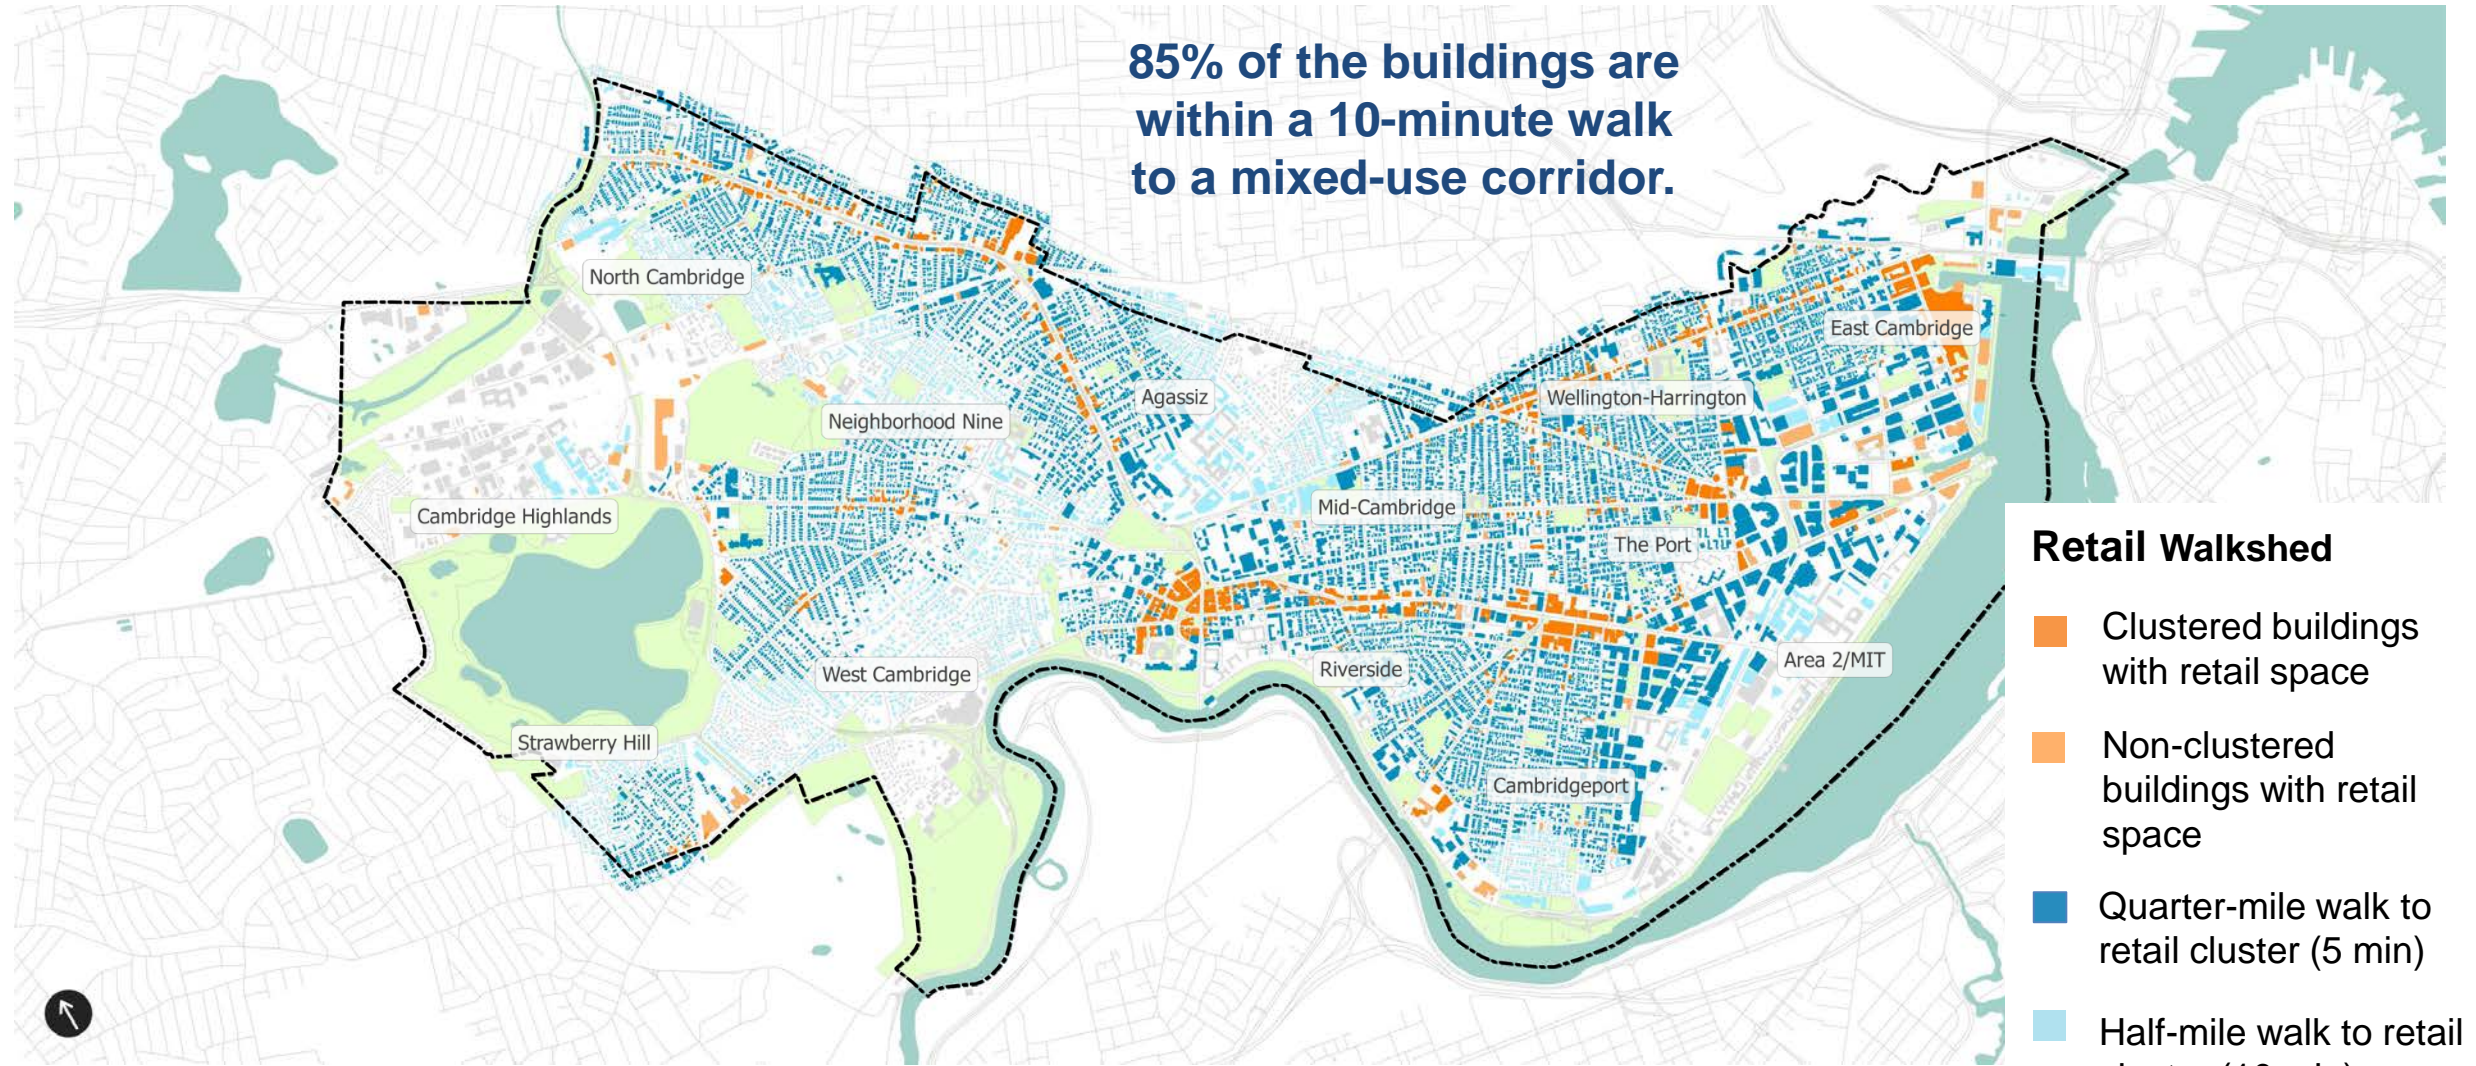 85% of the buildings are
within a 10-minute walk
to a mixed-use corridor.
North Cambridge
East Cambridge
Agassiz
Wellington-Harrington
Neighborhood Nine
Mid-Cambridge
Cambridge Highlands
The Port
West Cambridge
Riverside
Area 2/MIT
Strawberry Hill
Cambridgeport
Retail Walkshed
Clustered buildings
with retail space
Non-clustered
buildings with retail
space
Quarter-mile walk to
retail cluster (5 min)
Half-mile walk to retail